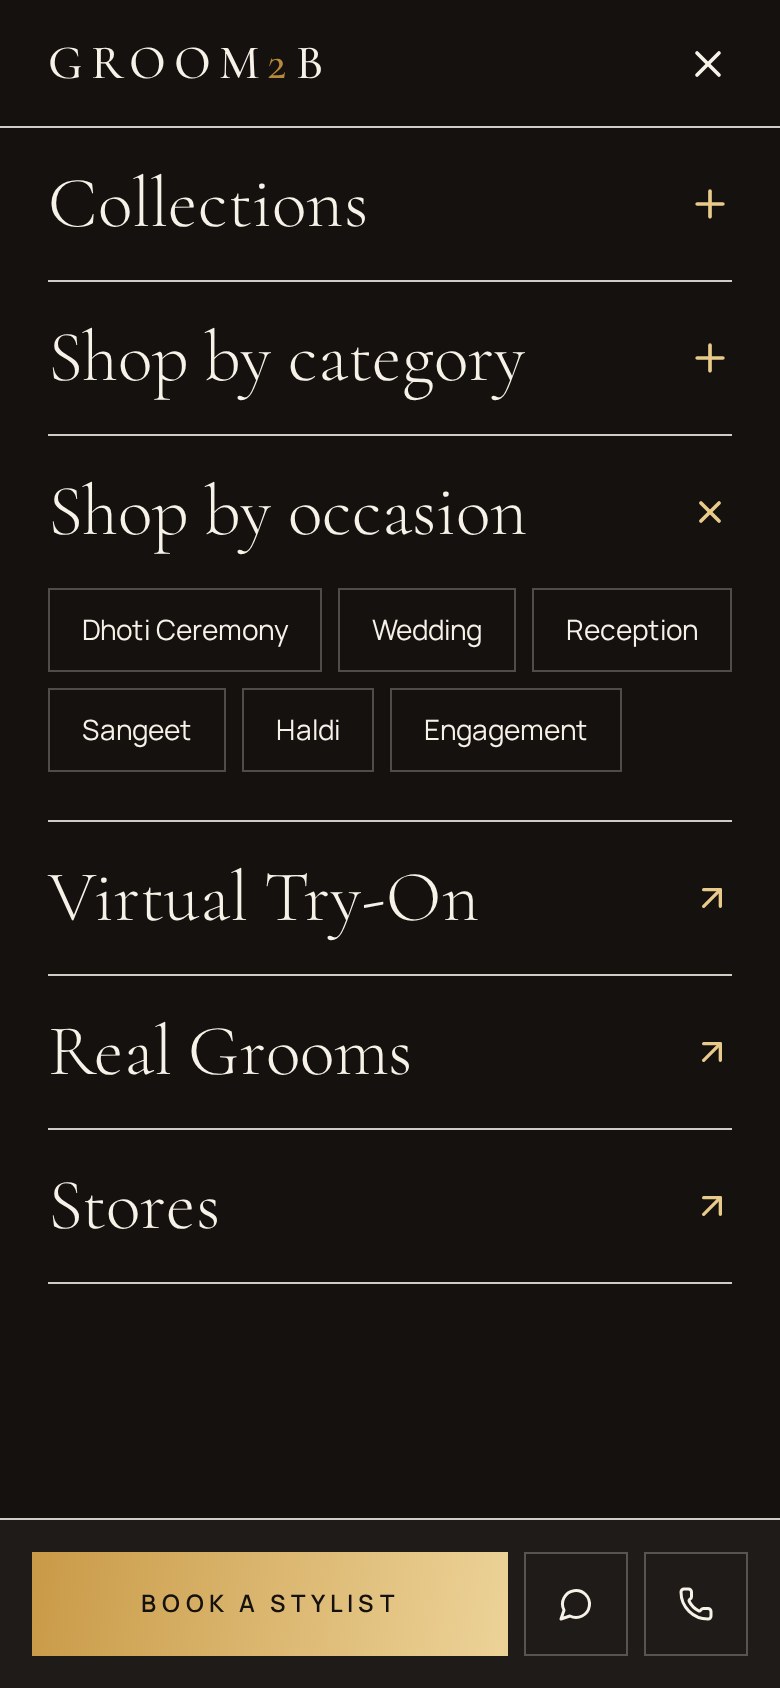 GROOM2B
Collections
Shop by category
Shop by occasion
Dhoti Ceremony Wedding Reception
Sangeet Haldi Engagement
Virtual Try-On
Real Grooms
Stores
BOOK A STYLIST